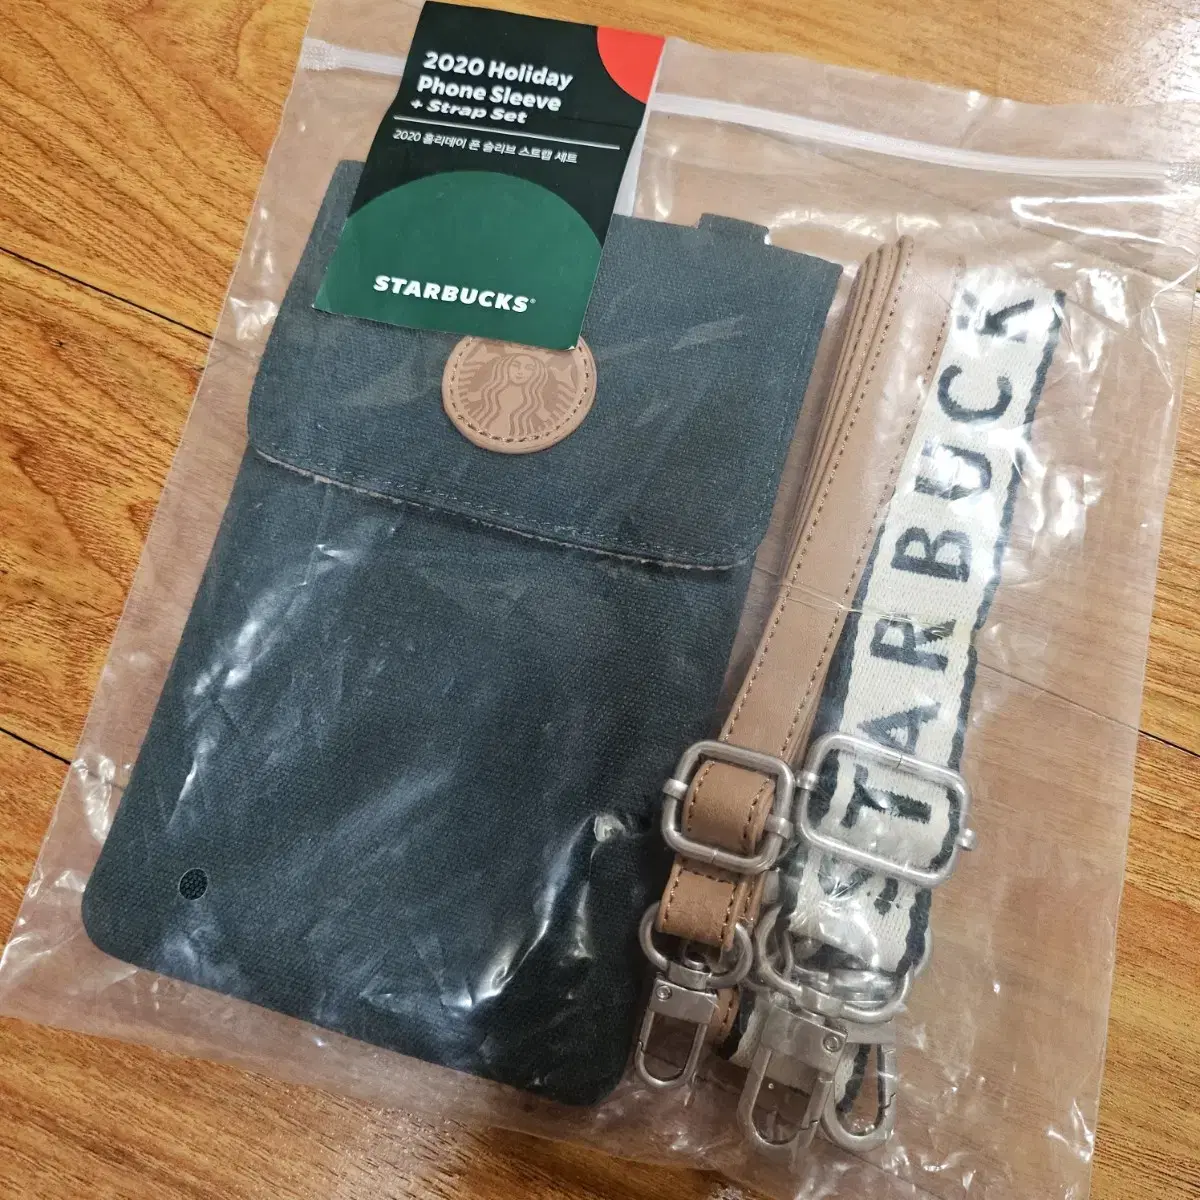 2020 Holiday
Phone Sleeve
+ Strap Set
2020 홀리데이 폰 슬리브 스트랩 세트
STARBUCKS®
STARBUCK